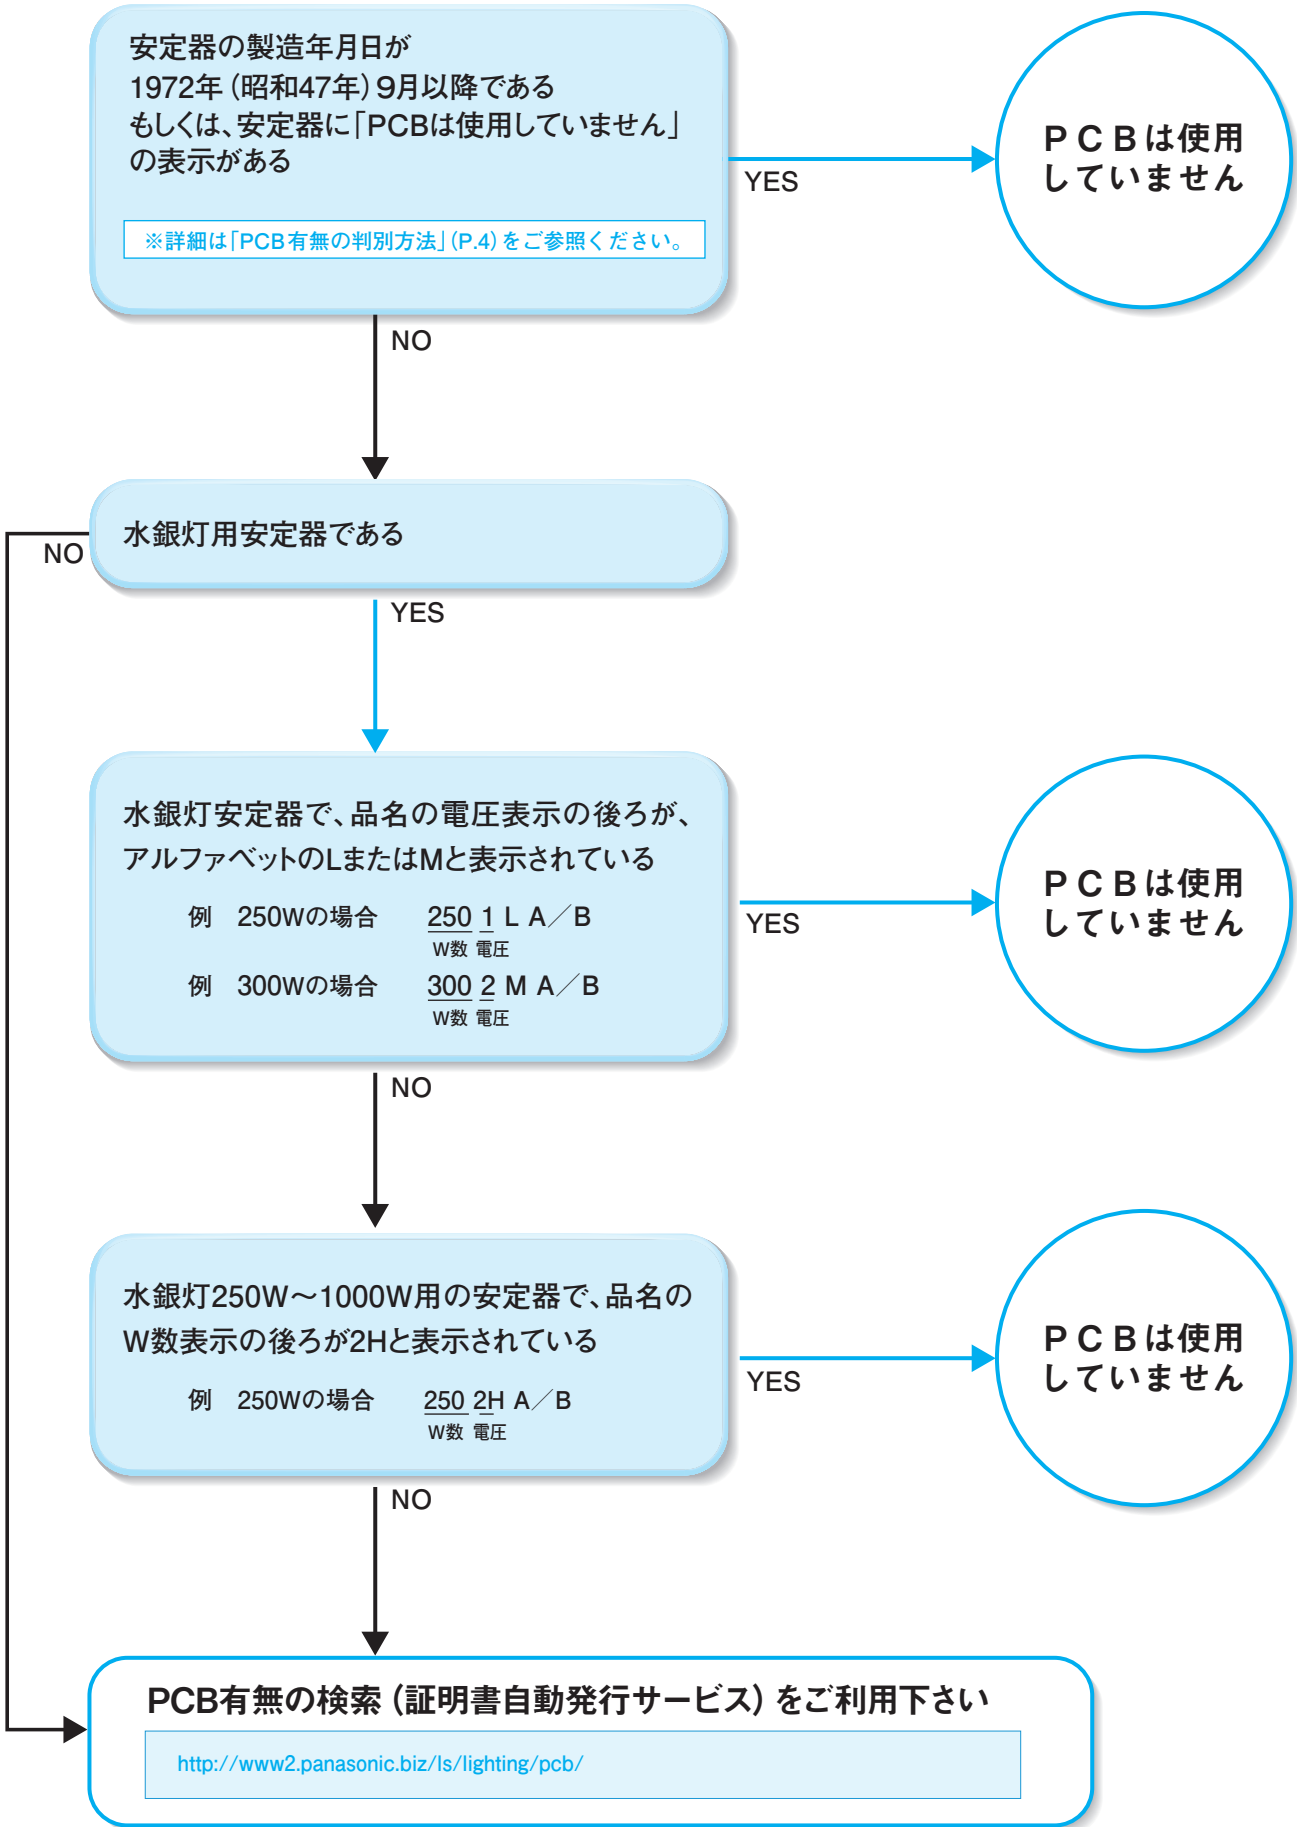 安定器の製造年月日が
1972年(昭和47年)9月以降である
もしくは、安定器に「PCBは使用していません」
の表示がある
※詳細は「PCB有無の判別方法」(P.4)をご参照ください。
YES
PCBは使用
していません
NO
水銀灯用安定器である
NO
YES
水銀灯安定器で、品名の電圧表示の後ろが、
アルファベットのLまたはMと表示されている
例 250Wの場合 250 1 L A/B
W数 電圧
例 300Wの場合 300 2 M A/B
W数 電圧
YES
PCBは使用
していません
NO
水銀灯250W~1000W用の安定器で、品名の
W数表示の後ろが2Hと表示されている
例 250Wの場合 250 2H A/B
W数 電圧
YES
PCBは使用
していません
NO
PCB有無の検索(証明書自動発行サービス)をご利用下さい
http://www2.panasonic.biz/ls/lighting/pcb/